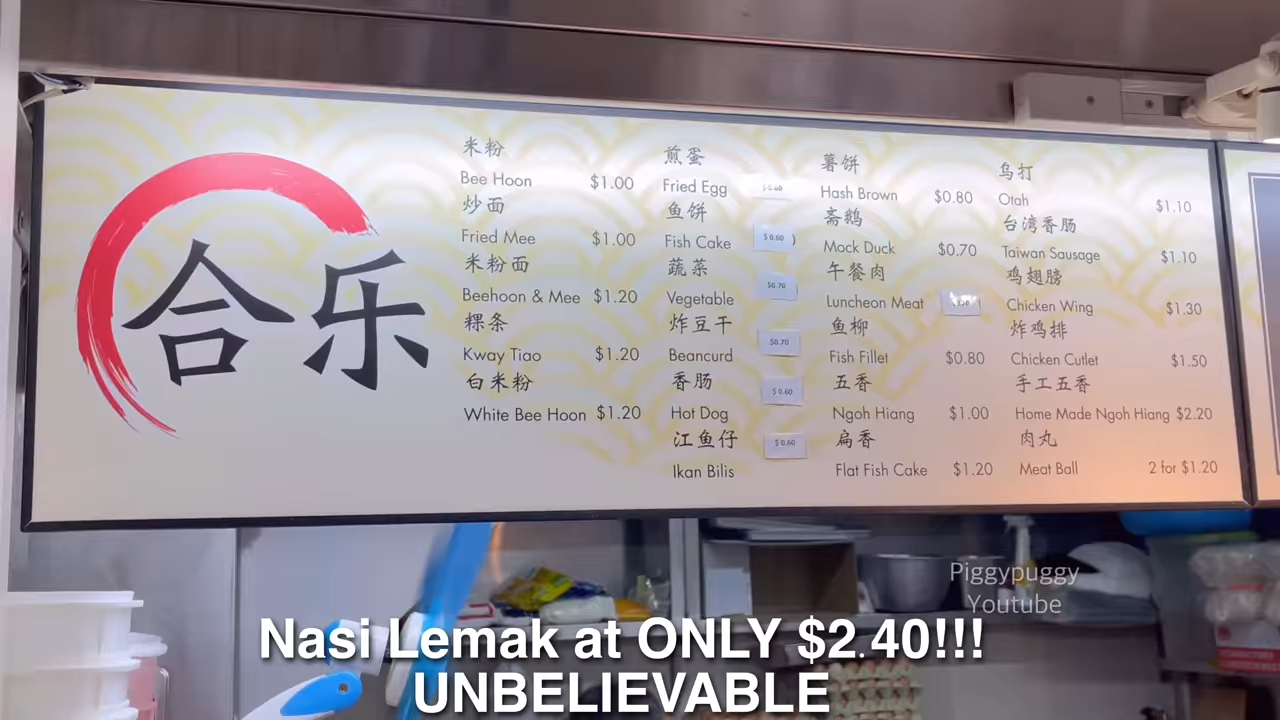 合乐
米粉
Bee Hoon $1.00
炒面
Fried Mee $1.00
米粉面
Beehoon & Mee $1.20
粿条
Kway Tiao $1.20
白米粉
White Bee Hoon $1.20
煎蛋
Fried Egg
鱼饼
Fish Cake $0.60
蔬菜
Vegetable $0.70
炸豆干
Beancurd $0.70
香肠
Hot Dog $0.60
江鱼仔
Ikan Bilis $0.60
薯饼
Hash Brown $0.80
斋鹅
Mock Duck $0.70
午餐肉
Luncheon Meat
鱼柳
Fish Fillet $0.80
五香
Ngoh Hiang $1.00
扁香
Flat Fish Cake $1.20
乌打
Otah $1.10
台湾香肠
Taiwan Sausage $1.10
鸡翅膀
Chicken Wing $1.30
炸鸡排
Chicken Cutlet $1.50
手工五香
Home Made Ngoh Hiang $2.20
肉丸
Meat Ball 2 for $1.20
Piggypuggy
Youtube
Nasi Lemak at ONLY $2.40!!!
UNBELIEVABLE